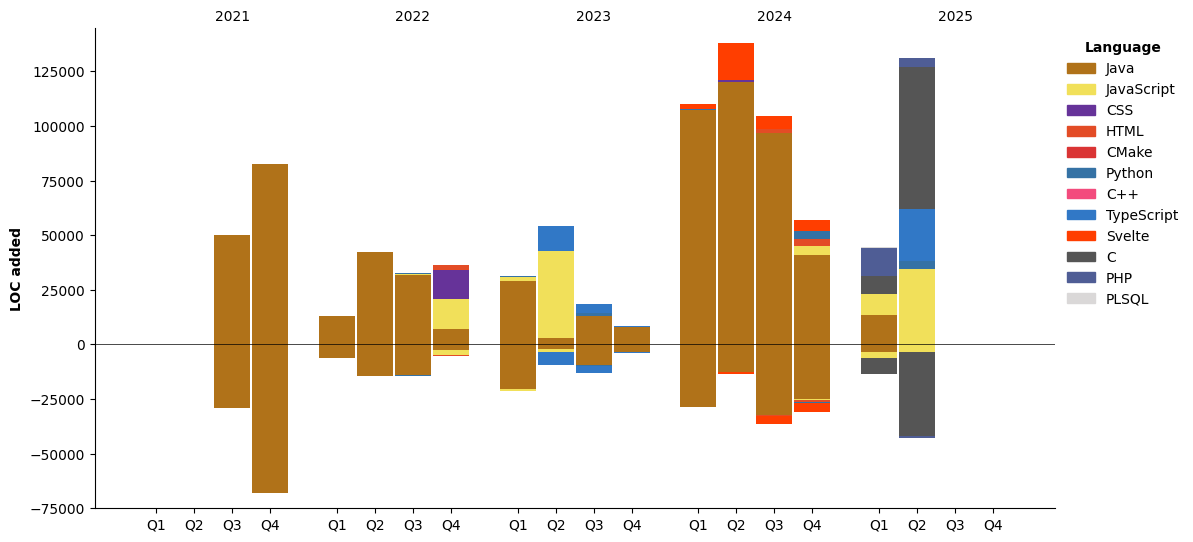 2021 2022 2023 2024 2025
Language
Java
JavaScript
CSS
HTML
CMake
Python
C++
TypeScript
Svelte
C
PHP
PLSQL
LOC added
125000
100000
75000
50000
25000
0
−25000
−50000
−75000
Q1 Q2 Q3 Q4 Q1 Q2 Q3 Q4 Q1 Q2 Q3 Q4 Q1 Q2 Q3 Q4 Q1 Q2 Q3 Q4